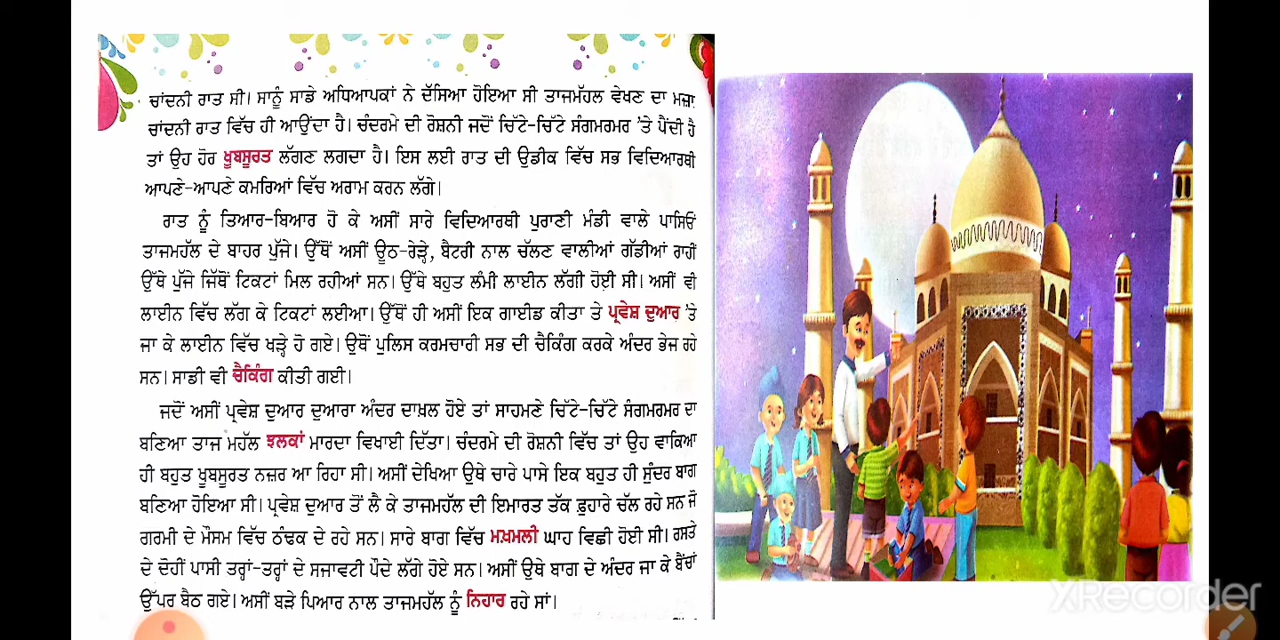 ਚਾਂਦਨੀ ਰਾਤ ਸੀ। ਸਾਨੂੰ ਸਾਡੇ ਅਧਿਆਪਕਾਂ ਨੇ ਦੱਸਿਆ ਹੋਇਆ ਸੀ ਤਾਜਮੱਹਲ ਵੇਖਣ ਦਾ ਮਜ਼ਾ
ਚਾਂਦਨੀ ਰਾਤ ਵਿੱਚ ਹੀ ਆਉਂਦਾ ਹੈ। ਚੰਦਰਮੇ ਦੀ ਰੋਸ਼ਨੀ ਜਦੋਂ ਚਿੱਟੇ-ਚਿੱਟੇ ਸੰਗਮਰਮਰ 'ਤੇ ਪੈਂਦੀ ਹੈ
ਤਾਂ ਉਹ ਹੋਰ ਖ਼ੂਬਸੂਰਤ ਲੱਗਣ ਲਗਦਾ ਹੈ। ਇਸ ਲਈ ਰਾਤ ਦੀ ਉਡੀਕ ਵਿੱਚ ਸਭ ਵਿਦਿਆਰਥੀ
ਆਪਣੇ-ਆਪਣੇ ਕਮਰਿਆਂ ਵਿੱਚ ਅਰਾਮ ਕਰਨ ਲੱਗੇ।
ਰਾਤ ਨੂੰ ਤਿਆਰ-ਬਿਆਰ ਹੋ ਕੇ ਅਸੀਂ ਸਾਰੇ ਵਿਦਿਆਰਥੀ ਪੁਰਾਣੀ ਮੰਡੀ ਵਾਲੇ ਪਾਸਿਓਂ
ਤਾਜਮਹੱਲ ਦੇ ਬਾਹਰ ਪੁੱਜੇ। ਉੱਥੋਂ ਅਸੀਂ ਊਠ-ਰੇੜ੍ਹੇ, ਬੈਟਰੀ ਨਾਲ ਚੱਲਣ ਵਾਲੀਆਂ ਗੱਡੀਆਂ ਰਾਹੀਂ
ਉੱਥੇ ਪੁੱਜੇ ਜਿੱਥੋਂ ਟਿਕਟਾਂ ਮਿਲ ਰਹੀਆਂ ਸਨ। ਉੱਥੇ ਬਹੁਤ ਲੰਮੀ ਲਾਈਨ ਲੱਗੀ ਹੋਈ ਸੀ। ਅਸੀਂ ਵੀ
ਲਾਈਨ ਵਿੱਚ ਲੱਗ ਕੇ ਟਿਕਟਾਂ ਲਈਆ। ਉੱਥੋਂ ਹੀ ਅਸੀਂ ਇਕ ਗਾਈਡ ਕੀਤਾ ਤੇ ਪ੍ਰਵੇਸ਼ ਦੁਆਰ 'ਤੇ
ਜਾ ਕੇ ਲਾਈਨ ਵਿੱਚ ਖੜ੍ਹੇ ਹੋ ਗਏ। ਉਥੋਂ ਪੁਲਿਸ ਕਰਮਚਾਰੀ ਸਭ ਦੀ ਚੈਕਿੰਗ ਕਰਕੇ ਅੰਦਰ ਭੇਜ ਰਹੇ
ਸਨ। ਸਾਡੀ ਵੀ ਚੈਕਿੰਗ ਕੀਤੀ ਗਈ।
ਜਦੋਂ ਅਸੀਂ ਪ੍ਰਵੇਸ਼ ਦੁਆਰ ਦੁਆਰਾ ਅੰਦਰ ਦਾਖ਼ਲ ਹੋਏ ਤਾਂ ਸਾਹਮਣੇ ਚਿੱਟੇ-ਚਿੱਟੇ ਸੰਗਮਰਮਰ ਦਾ
ਬਣਿਆ ਤਾਜ ਮਹੱਲ ਝਲਕਾਂ ਮਾਰਦਾ ਵਿਖਾਈ ਦਿੱਤਾ। ਚੰਦਰਮੇ ਦੀ ਰੋਸ਼ਨੀ ਵਿੱਚ ਤਾਂ ਉਹ ਵਾਕਿਆ
ਹੀ ਬਹੁਤ ਖ਼ੂਬਸੂਰਤ ਨਜ਼ਰ ਆ ਰਿਹਾ ਸੀ। ਅਸੀਂ ਦੇਖਿਆ ਉਥੇ ਚਾਰੇ ਪਾਸੇ ਇਕ ਬਹੁਤ ਹੀ ਸੁੰਦਰ ਬਾਗ਼
ਬਣਿਆ ਹੋਇਆ ਸੀ। ਪ੍ਰਵੇਸ਼ ਦੁਆਰ ਤੋਂ ਲੈ ਕੇ ਤਾਜਮਹੱਲ ਦੀ ਇਮਾਰਤ ਤੱਕ ਫ਼ੁਹਾਰੇ ਚੱਲ ਰਹੇ ਸਨ ਜੋ
ਗਰਮੀ ਦੇ ਮੌਸਮ ਵਿੱਚ ਠੰਢਕ ਦੇ ਰਹੇ ਸਨ। ਸਾਰੇ ਬਾਗ ਵਿੱਚ ਮਖ਼ਮਲੀ ਘਾਹ ਵਿਛੀ ਹੋਈ ਸੀ। ਰਸਤੇ
ਦੇ ਦੋਹੀਂ ਪਾਸੀ ਤਰ੍ਹਾਂ-ਤਰ੍ਹਾਂ ਦੇ ਸਜਾਵਟੀ ਪੌਦੇ ਲੱਗੇ ਹੋਏ ਸਨ। ਅਸੀਂ ਉਥੇ ਬਾਗ ਦੇ ਅੰਦਰ ਜਾ ਕੇ ਬੈਂਚਾਂ
ਉੱਪਰ ਬੈਠ ਗਏ। ਅਸੀਂ ਬੜੇ ਪਿਆਰ ਨਾਲ ਤਾਜਮਹੱਲ ਨੂੰ ਨਿਹਾਰ ਰਹੇ ਸਾਂ।
XRecorder